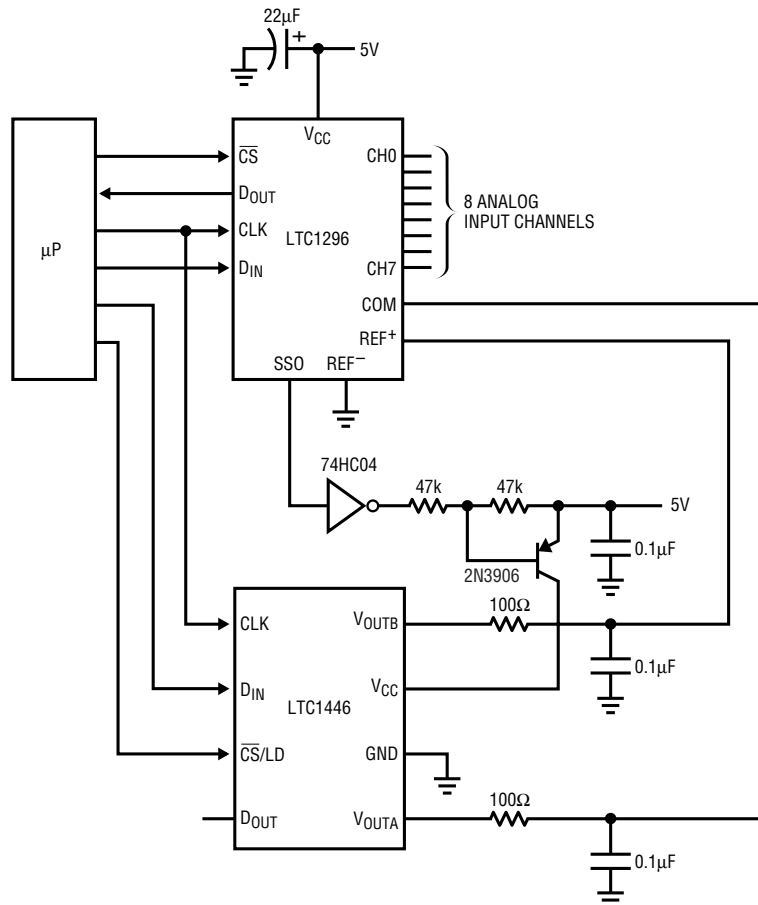 22µF
+
5V
µP
V_CC
C̅S̅
D_OUT
CLK
D_IN
LTC1296
CH0
CH7
8 ANALOG
INPUT CHANNELS
COM
REF⁺
SSO
REF⁻
74HC04
47k
47k
5V
0.1µF
2N3906
100Ω
0.1µF
CLK
V_OUTB
D_IN
LTC1446
V_CC
C̅S̅/LD
GND
D_OUT
V_OUTA
100Ω
0.1µF